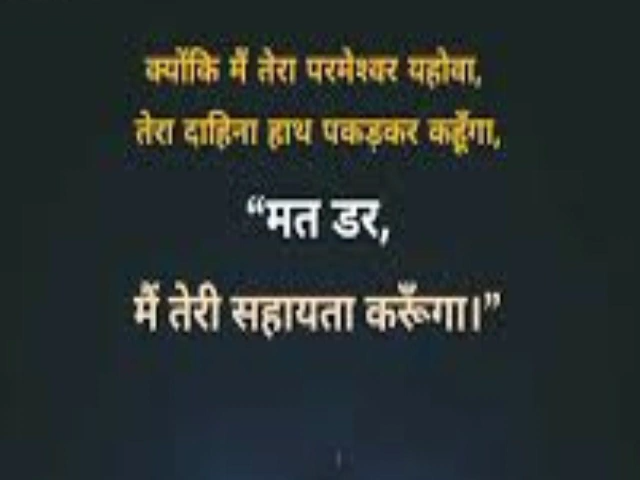 क्योंकि मैं तेरा परमेश्वर यहोवा,
तेरा दाहिना हाथ पकड़कर कहूँगा,
“मत डर,
मैं तेरी सहायता करूँगा।”